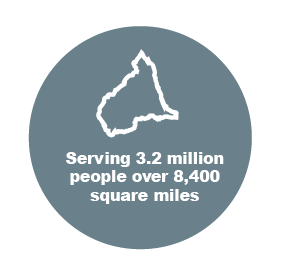 Serving 3.2 million
people over 8,400
square miles